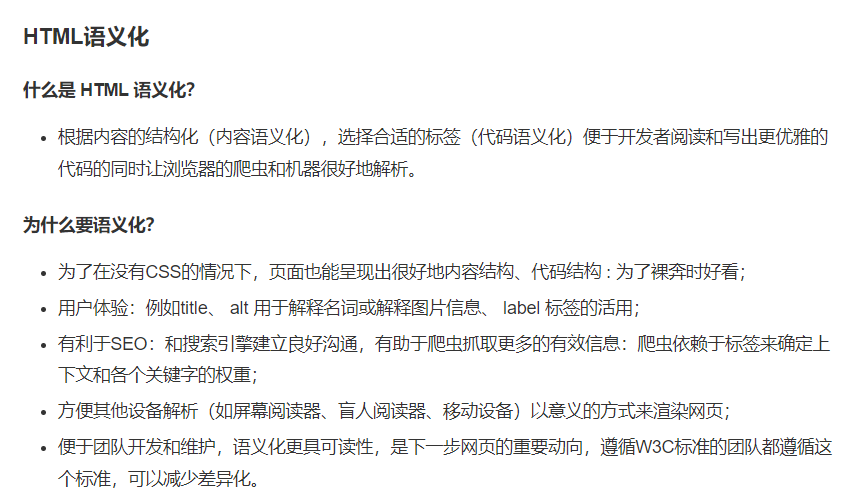 HTML语义化
什么是 HTML 语义化？
根据内容的结构化（内容语义化），选择合适的标签（代码语义化）便于开发者阅读和写出更优雅的
代码的同时让浏览器的爬虫和机器很好地解析。
为什么要语义化？
为了在没有CSS的情况下，页面也能呈现出很好地内容结构、代码结构 : 为了裸奔时好看；
用户体验：例如title、 alt 用于解释名词或解释图片信息、 label 标签的活用；
有利于SEO：和搜索引擎建立良好沟通，有助于爬虫抓取更多的有效信息：爬虫依赖于标签来确定上
下文和各个关键字的权重；
方便其他设备解析（如屏幕阅读器、盲人阅读器、移动设备）以意义的方式来渲染网页；
便于团队开发和维护，语义化更具可读性，是下一步网页的重要动向，遵循W3C标准的团队都遵循这
个标准，可以减少差异化。